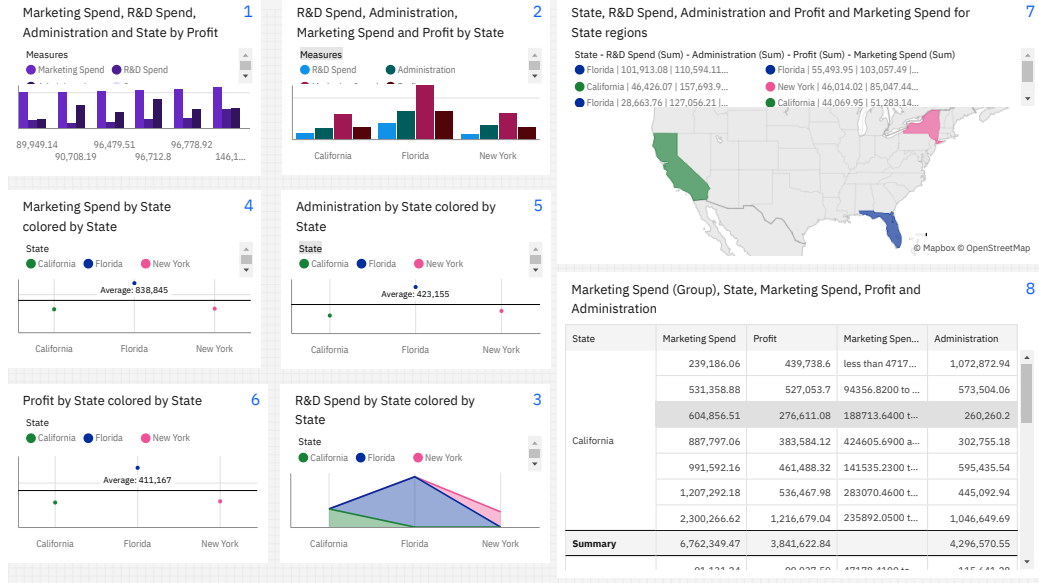 Marketing Spend, R&D Spend,
Administration and State by Profit
1
Measures
Marketing Spend
R&D Spend
89,949.14
96,479.51
96,778.92
90,708.19
96,712.8
146,1...
R&D Spend, Administration,
Marketing Spend and Profit by State
2
Measures
R&D Spend
Administration
California
Florida
New York
State, R&D Spend, Administration and Profit and Marketing Spend for
State regions
7
State - R&D Spend (Sum) - Administration (Sum) - Profit (Sum) - Marketing Spend (Sum)
Florida | 101,913.08 | 110,594.11...
Florida | 55,493.95 | 103,057.49 |...
California | 46,426.07 | 157,693.9...
New York | 46,014.02 | 85,047.44...
Florida | 28,663.76 | 127,056.21 |...
California | 44,069.95 | 51,283.14...
© Mapbox © OpenStreetMap
Marketing Spend by State
colored by State
4
State
California
Florida
New York
Average: 838,845
California
Florida
New York
Administration by State colored by
State
5
State
California
Florida
New York
Average: 423,155
California
Florida
New York
Profit by State colored by State
6
State
California
Florida
New York
Average: 411,167
California
Florida
New York
R&D Spend by State colored by
State
3
State
California
Florida
New York
California
Florida
New York
Marketing Spend (Group), State, Marketing Spend, Profit and
Administration
8
State
Marketing Spend
Profit
Marketing Spen...
Administration
California
239,186.06
439,738.6
less than 4717...
1,072,872.94
531,358.88
527,053.7
94356.8200 to ...
573,504.06
604,856.51
276,611.08
188713.6400 t...
260,260.2
887,797.06
383,584.12
424605.6900 a...
302,755.18
991,592.16
461,488.32
141535.2300 t...
595,435.54
1,207,292.18
536,467.98
283070.4600 t...
445,092.94
2,300,266.62
1,216,679.04
235892.0500 t...
1,046,649.69
Summary
6,762,349.47
3,841,622.84
4,296,570.55